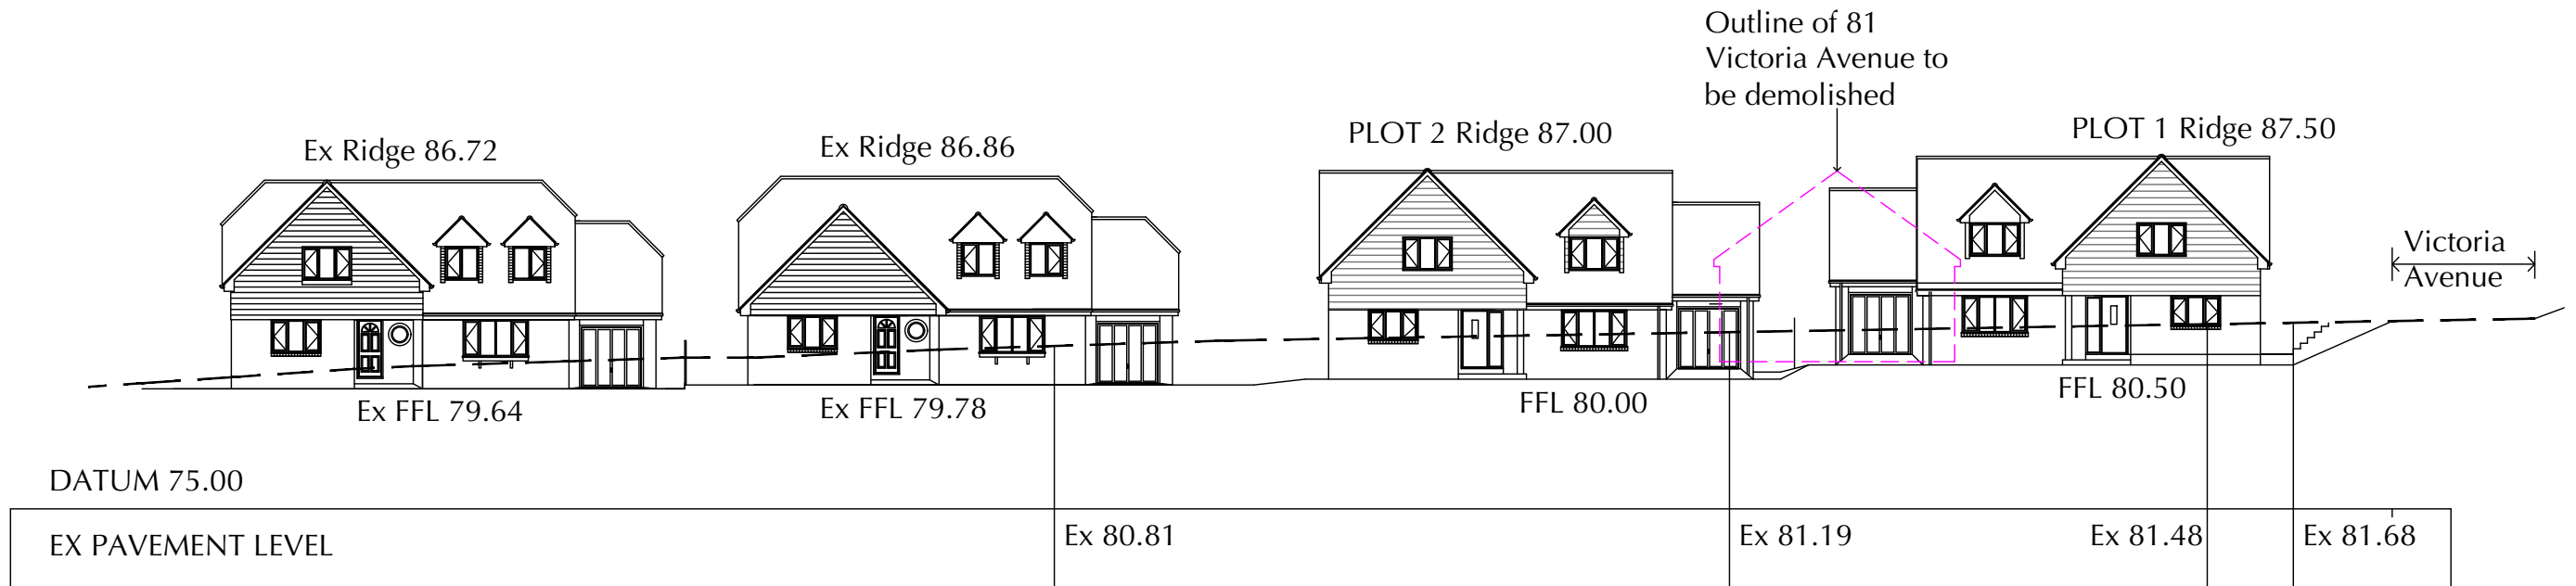 Outline of 81
Victoria Avenue to
be demolished
Ex Ridge 86.72
Ex Ridge 86.86
PLOT 2 Ridge 87.00
PLOT 1 Ridge 87.50
Victoria
Avenue
Ex FFL 79.64
Ex FFL 79.78
FFL 80.00
FFL 80.50
DATUM 75.00
EX PAVEMENT LEVEL
Ex 80.81
Ex 81.19
Ex 81.48
Ex 81.68